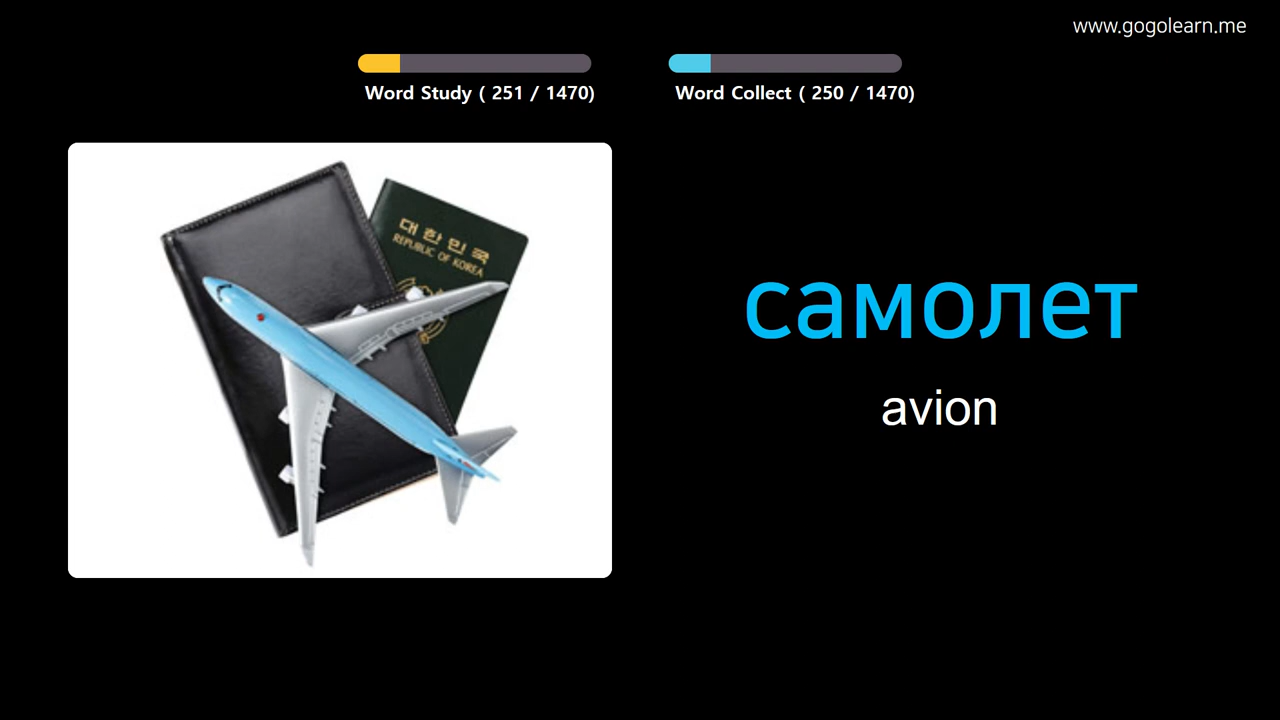 www.gogolearn.me
Word Study ( 251 / 1470)
Word Collect ( 250 / 1470)
대한민국
REPUBLIC OF KOREA
самолет
avion